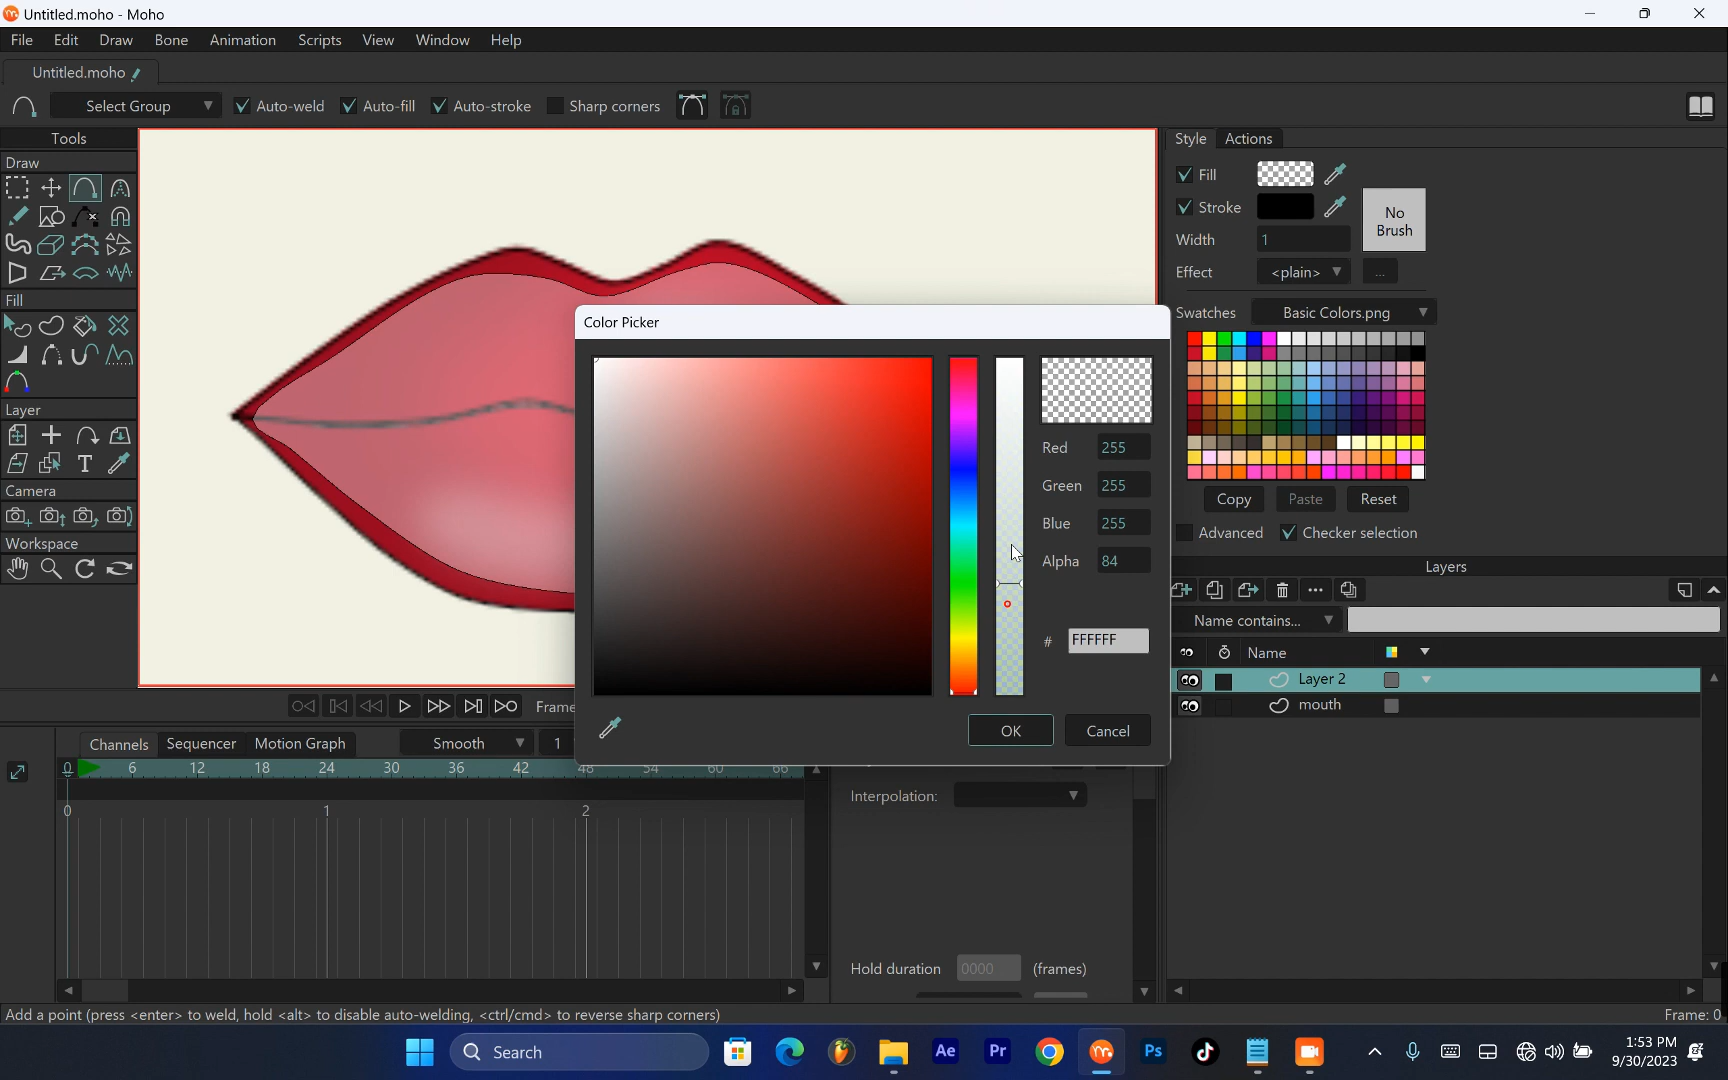 Untitled.moho - Moho
File Edit Draw Bone Animation Scripts View Window Help
Untitled.moho
Select Group Auto-weld Auto-fill Auto-stroke Sharp corners
Tools
Draw
Fill
Layer
Camera
Workspace
Style Actions
Fill
Stroke
No
Brush
Width 1
Effect <plain> ...
Swatches Basic Colors.png
Copy Paste Reset
Advanced Checker selection
Color Picker
Red 255
Green 255
Blue 255
Alpha 84
# FFFFFF
OK Cancel
Layers
Name contains...
Name
Layer 2
mouth
Frame
Channels Sequencer Motion Graph Smooth 1
0 6 12 18 24 30 36 42 48 54 60 66
0 1 2
Interpolation:
Hold duration 0000 (frames)
Add a point (press <enter> to weld, hold <alt> to disable auto-welding, <ctrl/cmd> to reverse sharp corners)
Frame: 0
Search
Ae Pr Ps
1:53 PM
9/30/2023